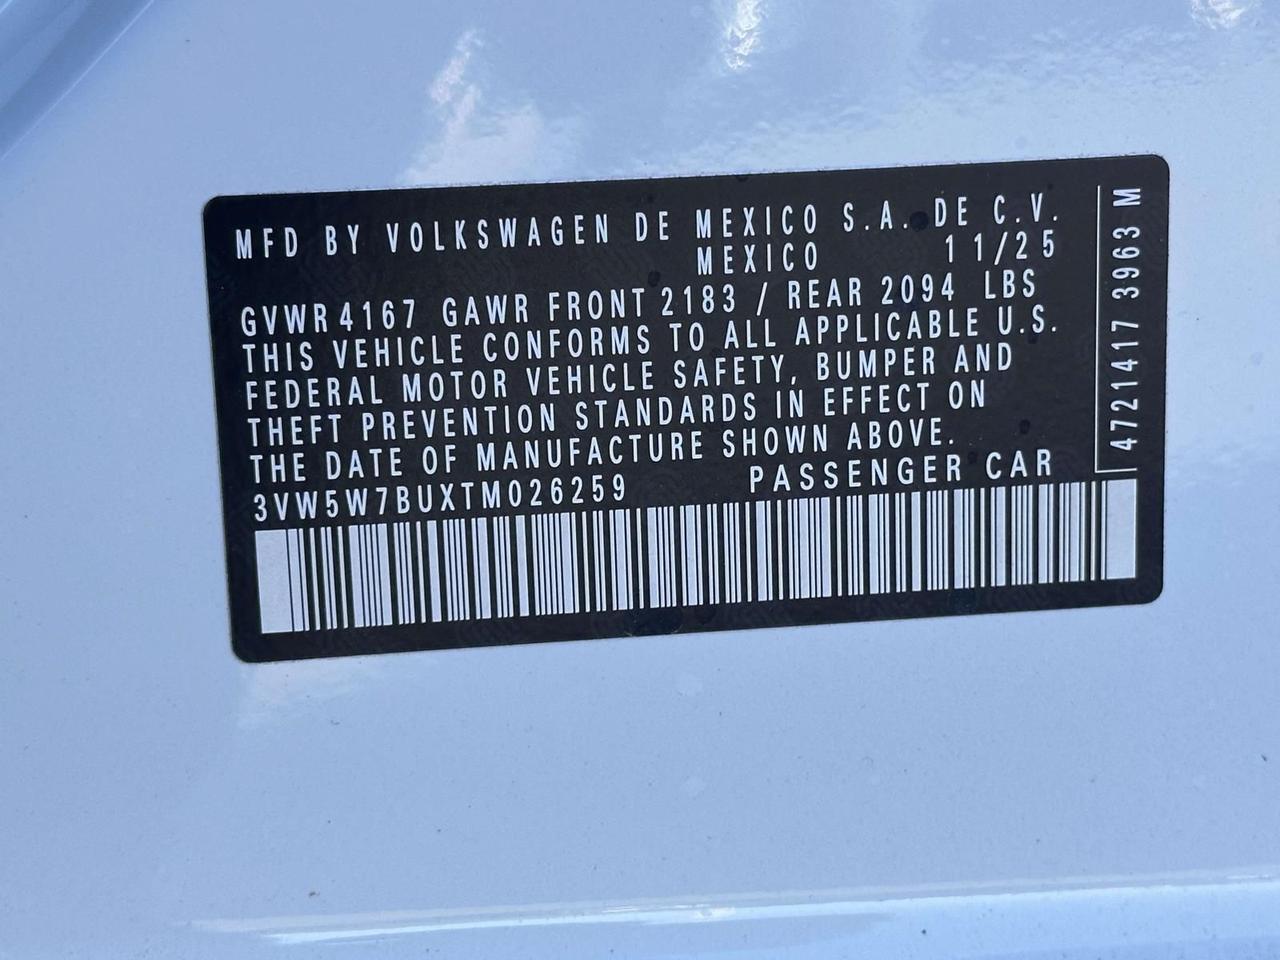 MFD BY VOLKSWAGEN DE MEXICO S.A. DE C.V.
MEXICO 11/25
GVWR 4167 GAWR FRONT 2183 / REAR 2094 LBS
THIS VEHICLE CONFORMS TO ALL APPLICABLE U.S.
FEDERAL MOTOR VEHICLE SAFETY, BUMPER AND
THEFT PREVENTION STANDARDS IN EFFECT ON
THE DATE OF MANUFACTURE SHOWN ABOVE.
3VW5W7BUXTM026259 PASSENGER CAR
4721417 3963 M